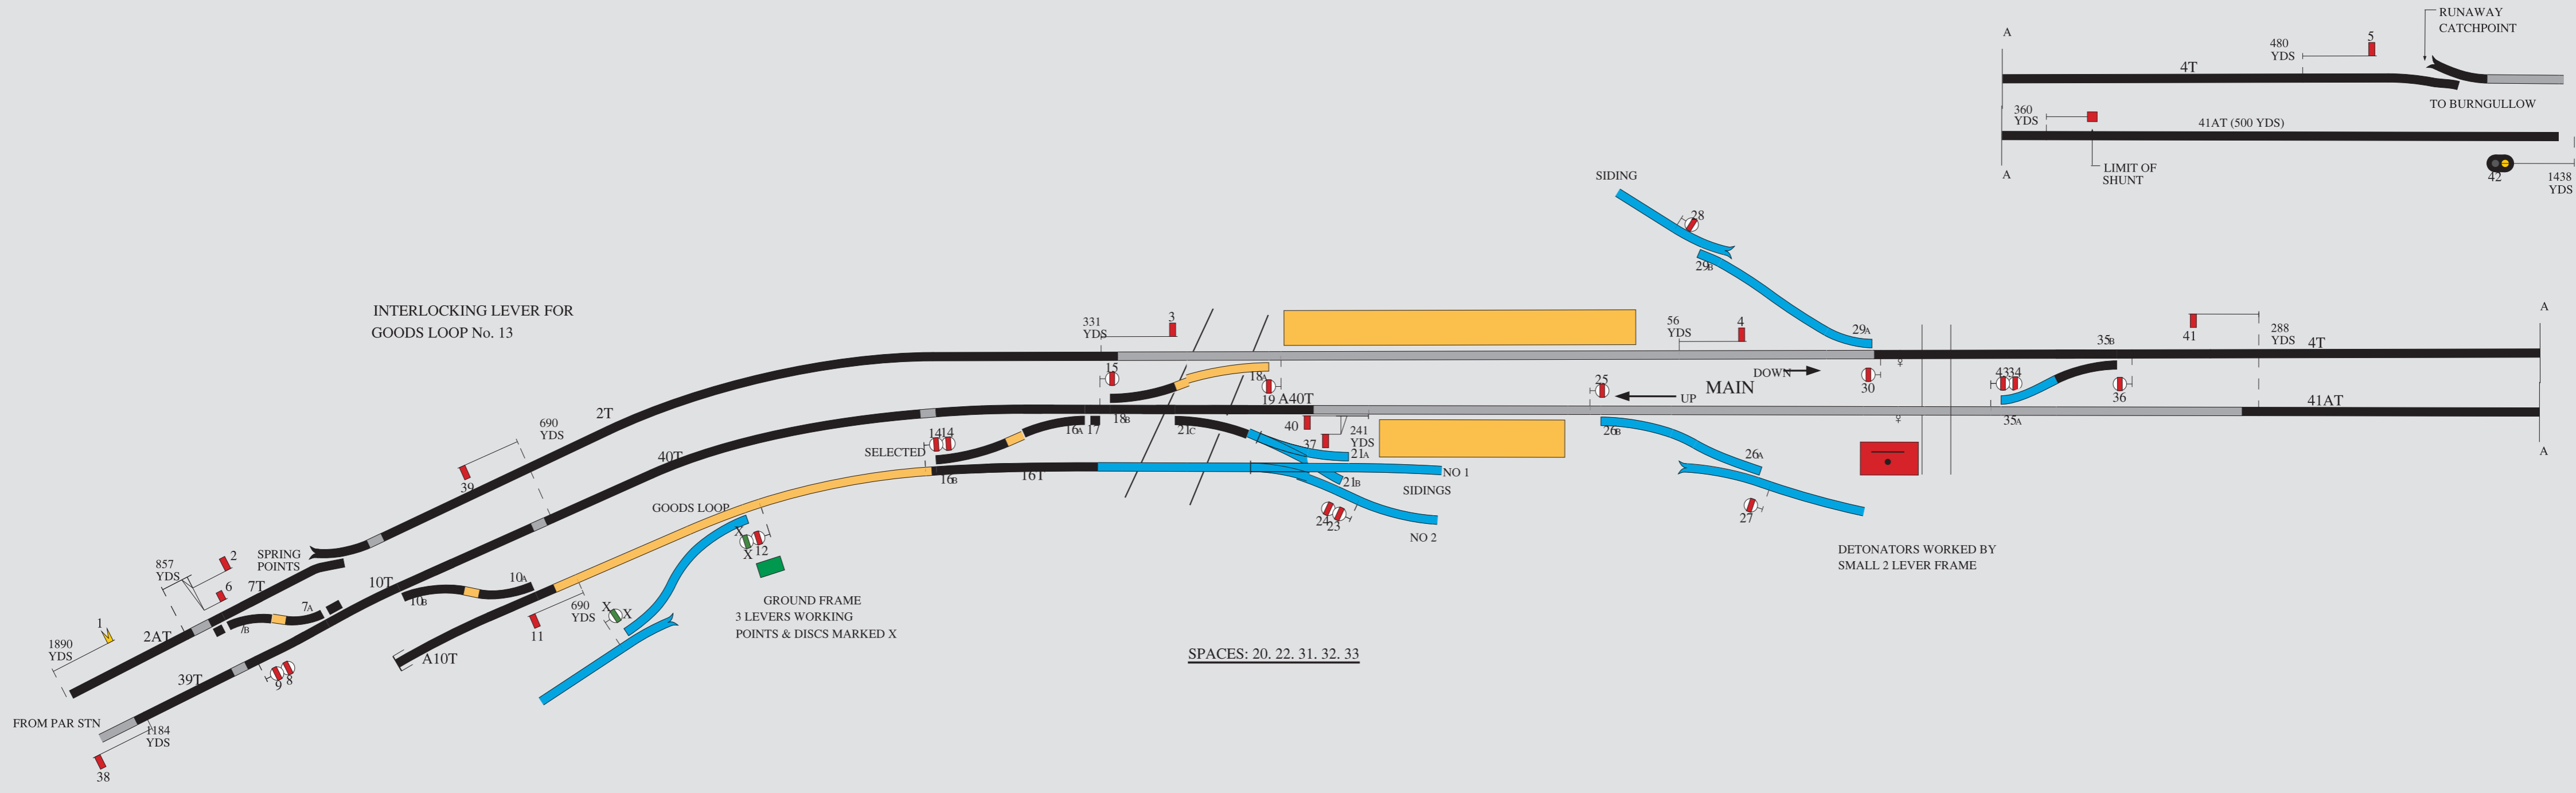 RUNAWAY
CATCHPOINT
A
480
YDS
5
4T
TO BURNGULLOW
360
YDS
41AT (500 YDS)
LIMIT OF
SHUNT
A
42
1438
YDS
SIDING
28
29B
INTERLOCKING LEVER FOR
GOODS LOOP No. 13
331
YDS
3
56
YDS
4
29A
41
288
YDS
35B
4T
A
15
18A
19
A40T
DOWN
MAIN
UP
25
30
43
34
36
35A
41AT
A
690
YDS
2T
39
40T
SELECTED
14
14
16A
17
18B
21C
40
37
241
YDS
21A
26B
26A
16B
16T
21B
NO 1
SIDINGS
24
23
NO 2
27
GOODS LOOP
X
X
12
857
YDS
2
6
SPRING
POINTS
7T
7A
7B
10T
10B
10A
DETONATORS WORKED BY
SMALL 2 LEVER FRAME
1
1890
YDS
2AT
39T
9
8
A10T
11
690
YDS
X
X
GROUND FRAME
3 LEVERS WORKING
POINTS & DISCS MARKED X
SPACES: 20. 22. 31. 32. 33
FROM PAR STN
1184
YDS
38